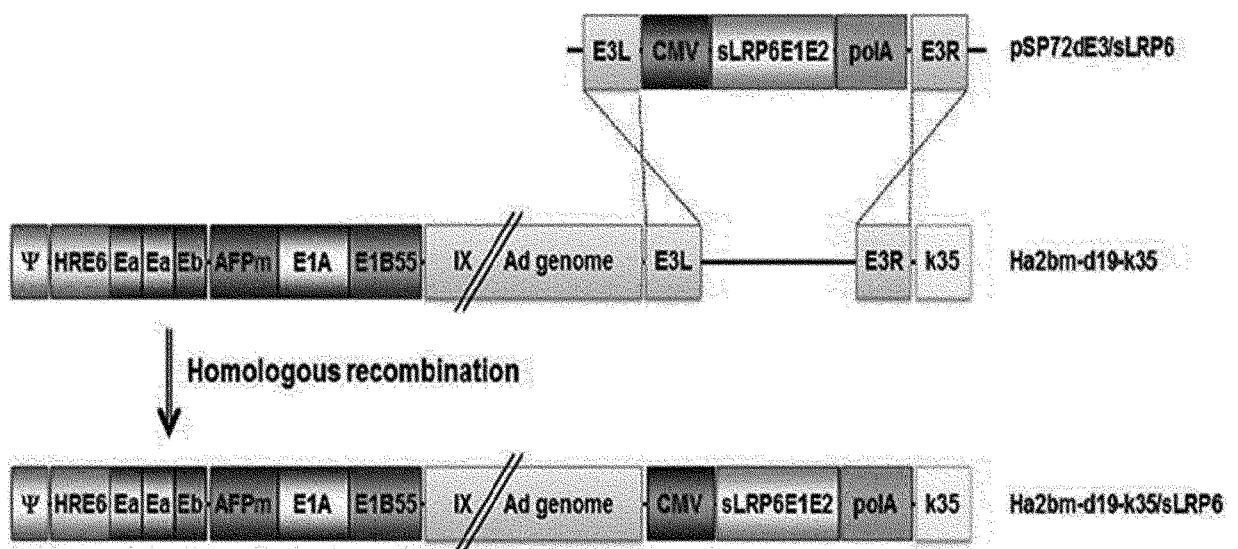 E3L CMV sLRP6E1E2 polA E3R pSP72dE3/sLRP6
Ψ HRE6 Ea Ea Eb AFPm E1A E1B55 IX Ad genome E3L E3R k35 Ha2bm-d19-k35
Homologous recombination
Ψ HRE6 Ea Ea Eb AFPm E1A E1B55 IX Ad genome CMV sLRP6E1E2 polA k35 Ha2bm-d19-k35/sLRP6